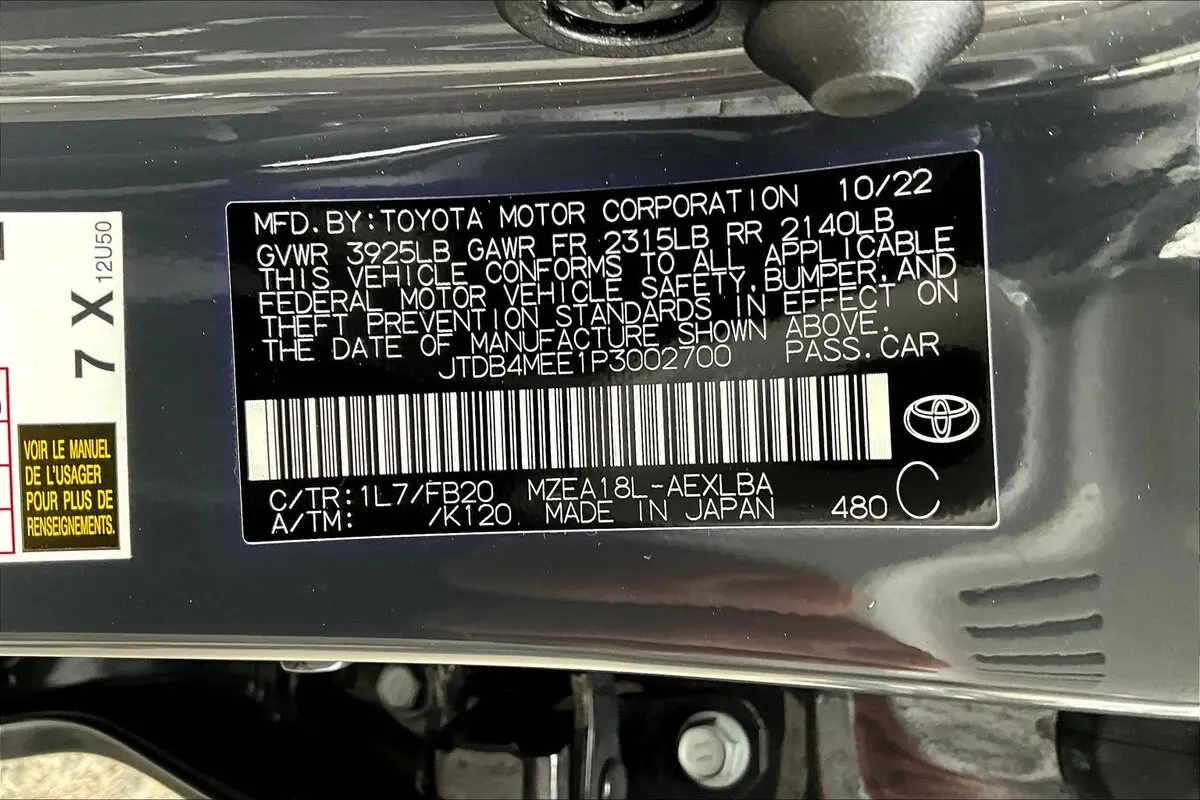 MFD.BY:TOYOTA MOTOR CORPORATION 10/22
GVWR 3925LB GAWR FR 2315LB RR 2140LB
THIS VEHICLE CONFORMS TO ALL APPLICABLE
FEDERAL MOTOR VEHICLE SAFETY,BUMPER,AND
THEFT PREVENTION STANDARDS IN EFFECT ON
THE DATE OF MANUFACTURE SHOWN ABOVE.
JTDB4MEE1P3002700 PASS.CAR
C/TR:1L7/FB20 MZEA18L-AEXLBA
A/TM: /K120 MADE IN JAPAN 480 C
7 X 12U50
VOIR LE MANUEL
DE L'USAGER
POUR PLUS DE
RENSEIGNEMENTS.